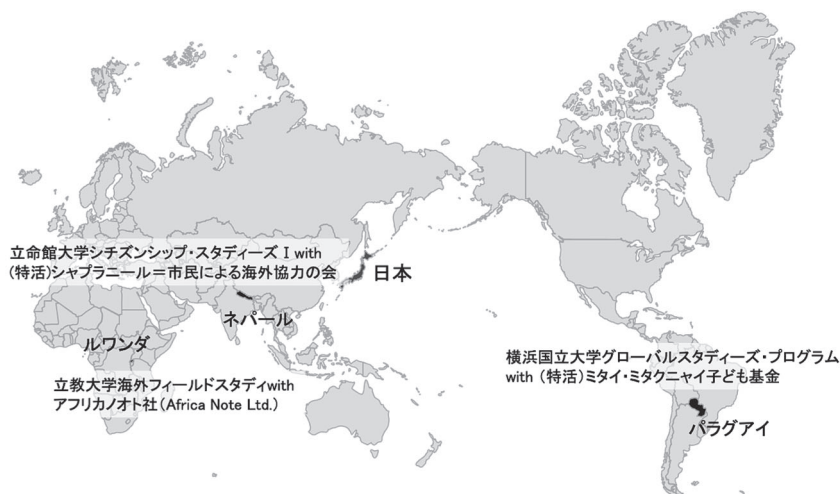 立命館大学シチズンシップ・スタディーズⅠwith
(特活)シャプラニール＝市民による海外協力の会
日本
ネパール
ルワンダ
立教大学海外フィールドスタディwith
アフリカノオト社(Africa Note Ltd.)
横浜国立大学グローバルスタディーズ・プログラム
with (特活)ミタイ・ミタクニャイ子ども基金
パラグアイ